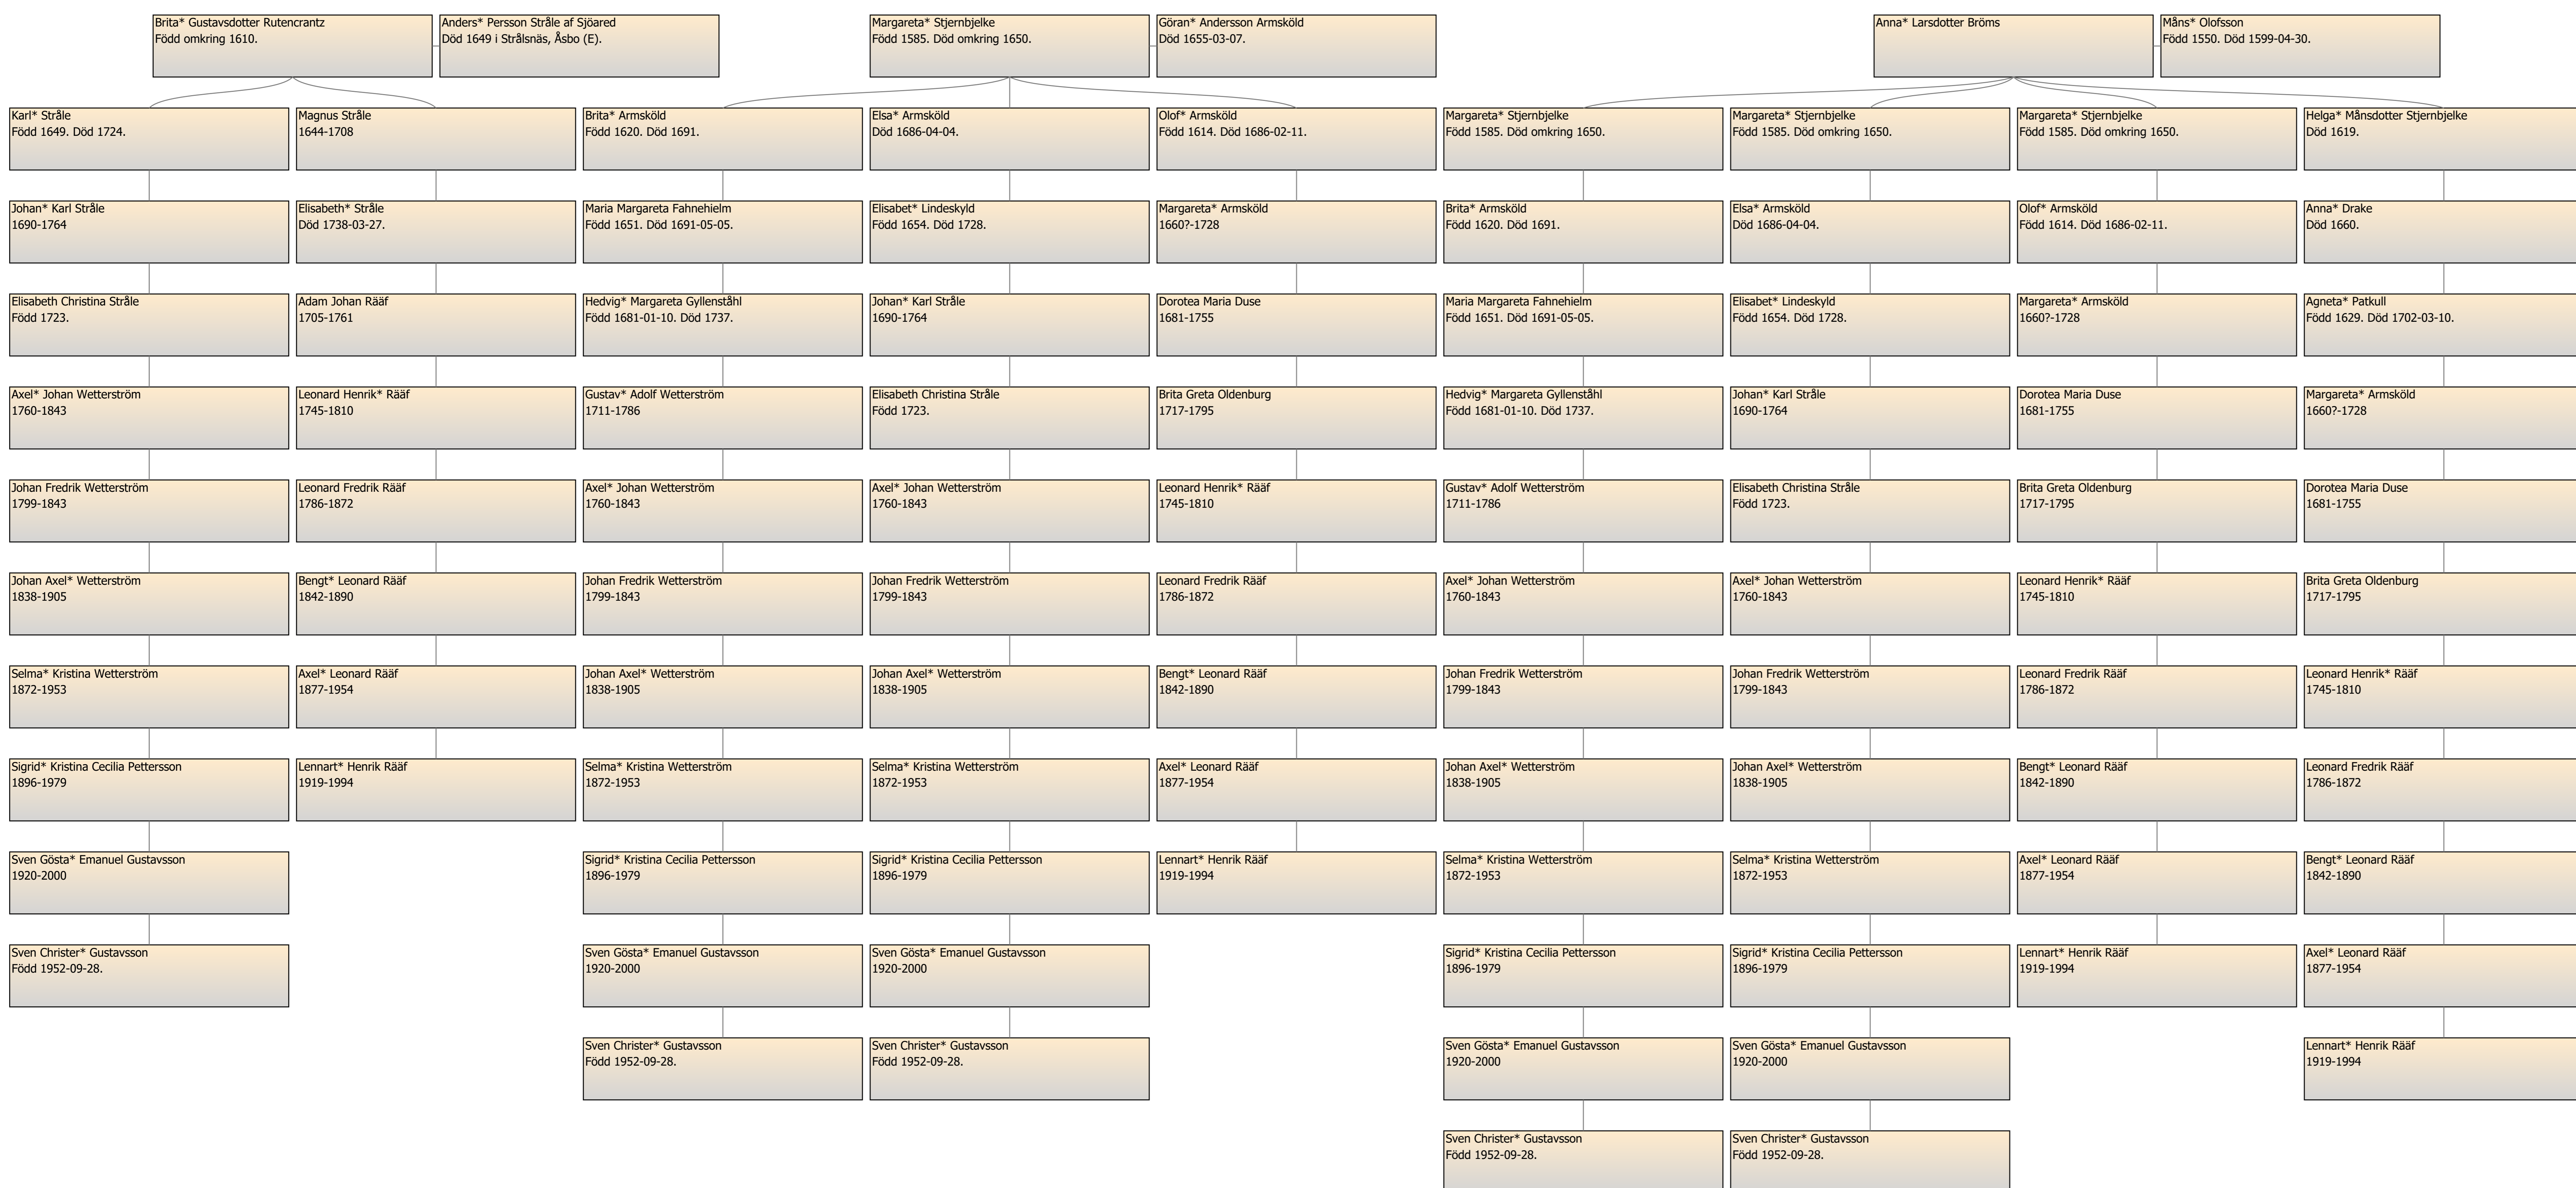 Brita* Gustavsdotter Rutencrantz
Född omkring 1610.
Anders* Persson Stråle af Sjöared
Död 1649 i Strålsnäs, Åsbo (E).
Margareta* Stjernbjelke
Född 1585. Död omkring 1650.
Göran* Andersson Armsköld
Död 1655-03-07.
Anna* Larsdotter Bröms
Måns* Olofsson
Född 1550. Död 1599-04-30.
Karl* Stråle
Född 1649. Död 1724.
Magnus Stråle
1644-1708
Brita* Armsköld
Född 1620. Död 1691.
Elsa* Armsköld
Död 1686-04-04.
Olof* Armsköld
Född 1614. Död 1686-02-11.
Margareta* Stjernbjelke
Född 1585. Död omkring 1650.
Margareta* Stjernbjelke
Född 1585. Död omkring 1650.
Margareta* Stjernbjelke
Född 1585. Död omkring 1650.
Helga* Månsdotter Stjernbjelke
Död 1619.
Johan* Karl Stråle
1690-1764
Elisabeth* Stråle
Död 1738-03-27.
Maria Margareta Fahnehielm
Född 1651. Död 1691-05-05.
Elisabet* Lindeskyld
Född 1654. Död 1728.
Margareta* Armsköld
1660?-1728
Brita* Armsköld
Född 1620. Död 1691.
Elsa* Armsköld
Död 1686-04-04.
Olof* Armsköld
Född 1614. Död 1686-02-11.
Anna* Drake
Död 1660.
Elisabeth Christina Stråle
Född 1723.
Adam Johan Rääf
1705-1761
Hedvig* Margareta Gyllenståhl
Född 1681-01-10. Död 1737.
Johan* Karl Stråle
1690-1764
Dorotea Maria Duse
1681-1755
Maria Margareta Fahnehielm
Född 1651. Död 1691-05-05.
Elisabet* Lindeskyld
Född 1654. Död 1728.
Margareta* Armsköld
1660?-1728
Agneta* Patkull
Född 1629. Död 1702-03-10.
Axel* Johan Wetterström
1760-1843
Leonard Henrik* Rääf
1745-1810
Gustav* Adolf Wetterström
1711-1786
Elisabeth Christina Stråle
Född 1723.
Brita Greta Oldenburg
1717-1795
Hedvig* Margareta Gyllenståhl
Född 1681-01-10. Död 1737.
Johan* Karl Stråle
1690-1764
Dorotea Maria Duse
1681-1755
Margareta* Armsköld
1660?-1728
Johan Fredrik Wetterström
1799-1843
Leonard Fredrik Rääf
1786-1872
Axel* Johan Wetterström
1760-1843
Axel* Johan Wetterström
1760-1843
Leonard Henrik* Rääf
1745-1810
Gustav* Adolf Wetterström
1711-1786
Elisabeth Christina Stråle
Född 1723.
Brita Greta Oldenburg
1717-1795
Dorotea Maria Duse
1681-1755
Johan Axel* Wetterström
1838-1905
Bengt* Leonard Rääf
1842-1890
Johan Fredrik Wetterström
1799-1843
Johan Fredrik Wetterström
1799-1843
Leonard Fredrik Rääf
1786-1872
Axel* Johan Wetterström
1760-1843
Axel* Johan Wetterström
1760-1843
Leonard Henrik* Rääf
1745-1810
Brita Greta Oldenburg
1717-1795
Selma* Kristina Wetterström
1872-1953
Axel* Leonard Rääf
1877-1954
Johan Axel* Wetterström
1838-1905
Johan Axel* Wetterström
1838-1905
Bengt* Leonard Rääf
1842-1890
Johan Fredrik Wetterström
1799-1843
Johan Fredrik Wetterström
1799-1843
Leonard Fredrik Rääf
1786-1872
Leonard Henrik* Rääf
1745-1810
Sigrid* Kristina Cecilia Pettersson
1896-1979
Lennart* Henrik Rääf
1919-1994
Selma* Kristina Wetterström
1872-1953
Selma* Kristina Wetterström
1872-1953
Axel* Leonard Rääf
1877-1954
Johan Axel* Wetterström
1838-1905
Johan Axel* Wetterström
1838-1905
Bengt* Leonard Rääf
1842-1890
Leonard Fredrik Rääf
1786-1872
Sven Gösta* Emanuel Gustavsson
1920-2000
Sigrid* Kristina Cecilia Pettersson
1896-1979
Sigrid* Kristina Cecilia Pettersson
1896-1979
Lennart* Henrik Rääf
1919-1994
Selma* Kristina Wetterström
1872-1953
Selma* Kristina Wetterström
1872-1953
Axel* Leonard Rääf
1877-1954
Bengt* Leonard Rääf
1842-1890
Sven Christer* Gustavsson
Född 1952-09-28.
Sven Gösta* Emanuel Gustavsson
1920-2000
Sven Gösta* Emanuel Gustavsson
1920-2000
Sigrid* Kristina Cecilia Pettersson
1896-1979
Sigrid* Kristina Cecilia Pettersson
1896-1979
Lennart* Henrik Rääf
1919-1994
Axel* Leonard Rääf
1877-1954
Sven Christer* Gustavsson
Född 1952-09-28.
Sven Christer* Gustavsson
Född 1952-09-28.
Sven Gösta* Emanuel Gustavsson
1920-2000
Sven Gösta* Emanuel Gustavsson
1920-2000
Lennart* Henrik Rääf
1919-1994
Sven Christer* Gustavsson
Född 1952-09-28.
Sven Christer* Gustavsson
Född 1952-09-28.